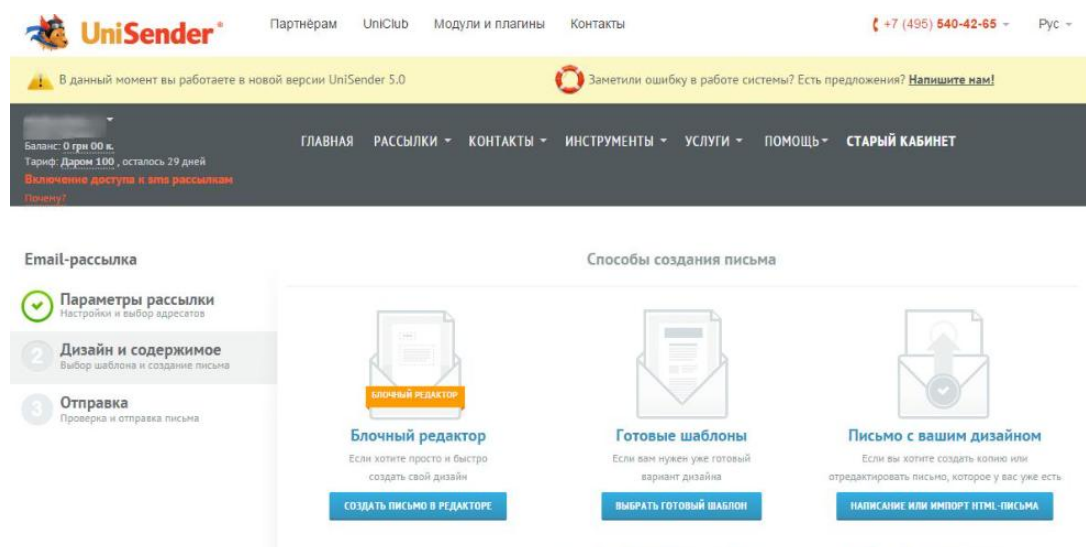 UniSender
Партнёрам UniClub Модули и плагины Контакты
+7 (495) 540-42-65 Рус
В данный момент вы работаете в новой версии UniSender 5.0
Заметили ошибку в работе системы? Есть предложения? Напишите нам!
Баланс: 0 грн 00 к.
Тариф: Даром 100 , осталось 29 дней
Включение доступа к sms рассылкам
Почему?
ГЛАВНАЯ РАССЫЛКИ КОНТАКТЫ ИНСТРУМЕНТЫ УСЛУГИ ПОМОЩЬ СТАРЫЙ КАБИНЕТ
Email-рассылка
Параметры рассылки
Настройки и выбор адресатов
2 Дизайн и содержимое
Выбор шаблона и создание письма
3 Отправка
Проверка и отправка письма
Способы создания письма
БЛОЧНЫЙ РЕДАКТОР
Блочный редактор
Если хотите просто и быстро
создать свой дизайн
СОЗДАТЬ ПИСЬМО В РЕДАКТОРЕ
Готовые шаблоны
Если вам нужен уже готовый
вариант дизайна
ВЫБРАТЬ ГОТОВЫЙ ШАБЛОН
Письмо с вашим дизайном
Если вы хотите создать копию или
отредактировать письмо, которое у вас уже есть
НАПИСАНИЕ ИЛИ ИМПОРТ HTML-ПИСЬМА